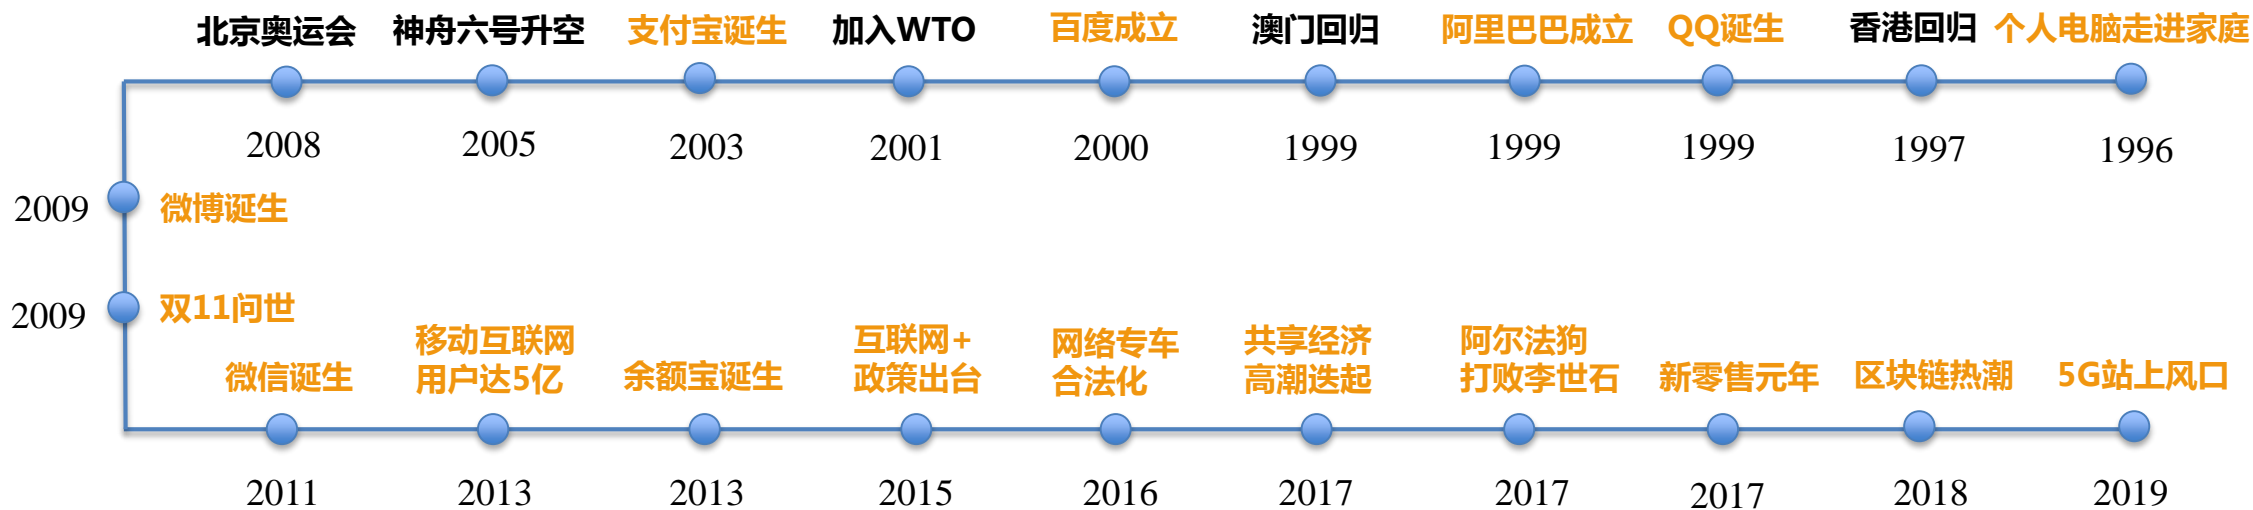 北京奥运会
神舟六号升空
支付宝诞生
加入WTO
百度成立
澳门回归
阿里巴巴成立
QQ诞生
香港回归
个人电脑走进家庭
2008
2005
2003
2001
2000
1999
1999
1999
1997
1996
2009
微博诞生
2009
双11问世
微信诞生
移动互联网
用户达5亿
余额宝诞生
互联网+
政策出台
网络专车
合法化
共享经济
高潮迭起
阿尔法狗
打败李世石
新零售元年
区块链热潮
5G站上风口
2011
2013
2013
2015
2016
2017
2017
2017
2018
2019